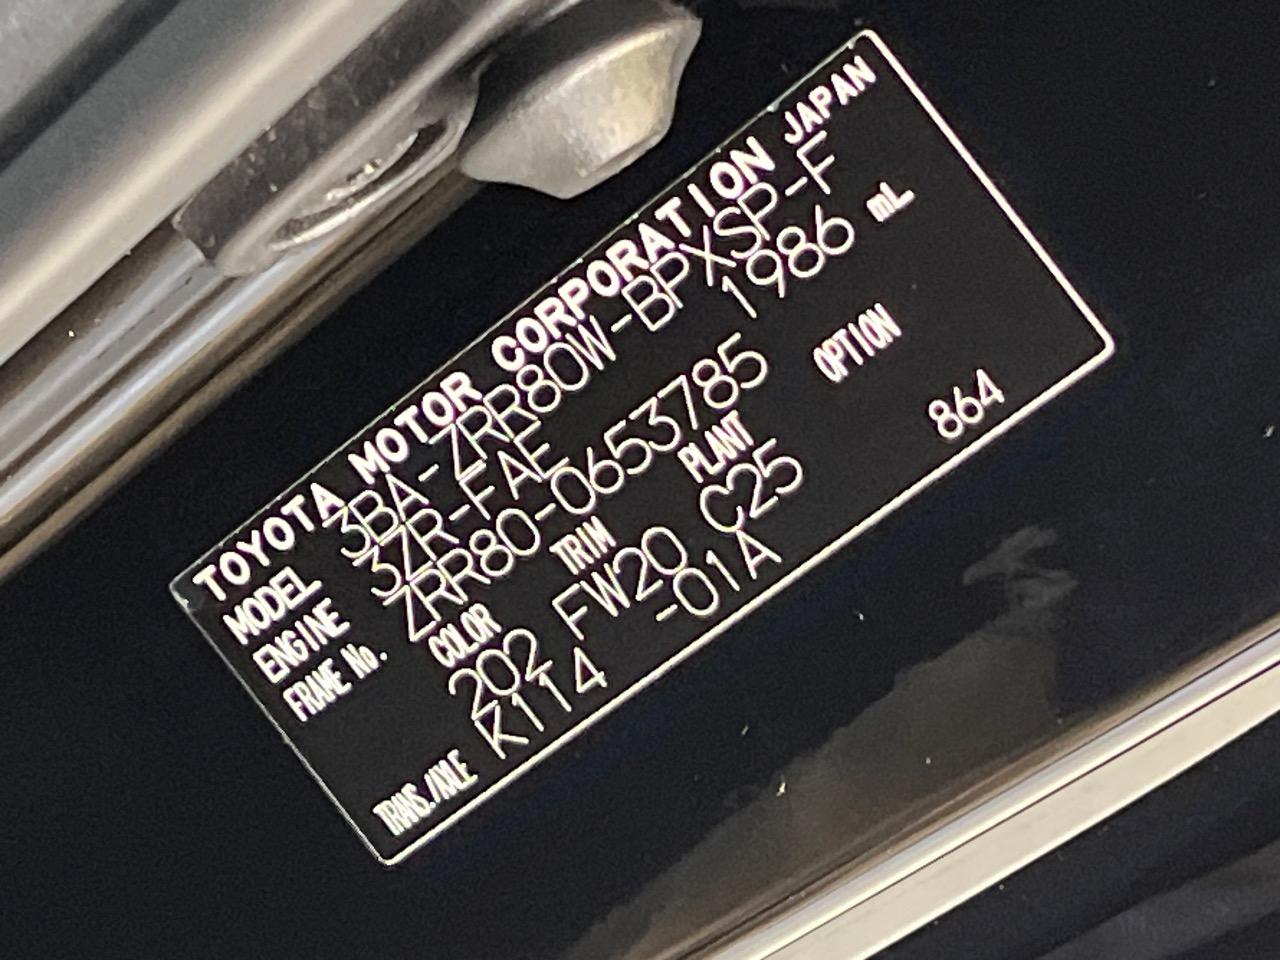 TOYOTA MOTOR CORPORATION JAPAN
MODEL 3BA-ZRR80W-BPXSP-F
ENGINE 3ZR-FAE 1986 mL
FRAME No. ZRR80-0653785
COLOR TRIM PLANT OPTION
202 FW20 C25 864
TRANS./AXLE K114 -01A